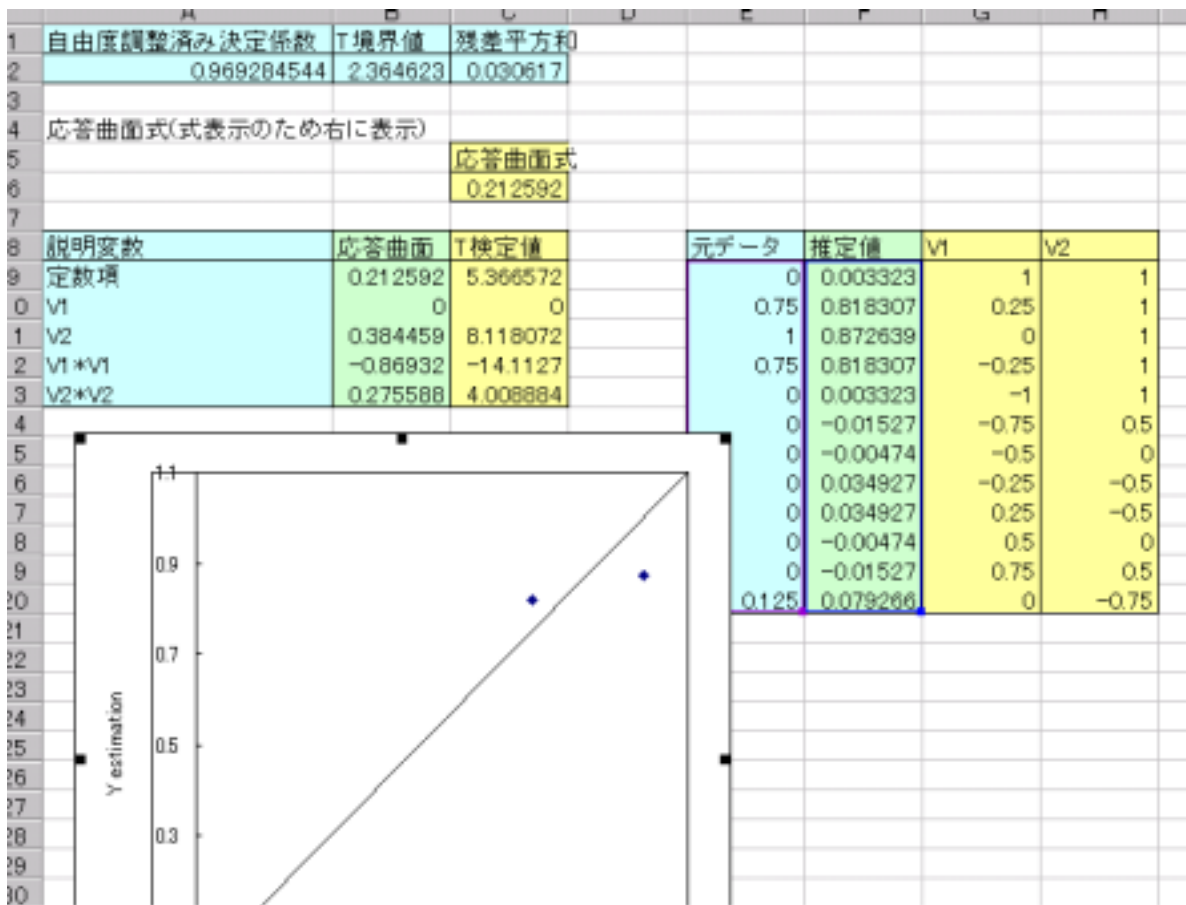 A B C D E F G H
1 自由度調整済み決定係数 T境界値 残差平方和
2 0.969284544 2.364623 0.030617
3
4 応答曲面式(式表示のため右に表示)
5 応答曲面式
6 0.212592
7
8 説明変数 応答曲面 T検定値 元データ 推定値 V1 V2
9 定数項 0.212592 5.366572 0 0.003323 1 1
0 V1 0 0 0.75 0.818307 0.25 1
1 V2 0.384459 8.118072 1 0.872639 0 1
2 V1*V1 -0.86932 -14.1127 0.75 0.818307 -0.25 1
3 V2*V2 0.275588 4.008884 0 0.003323 -1 1
4 0 -0.01527 -0.75 0.5
5 0 -0.00474 -0.5 0
6 1.1 0 0.034927 -0.25 -0.5
7 0 0.034927 0.25 -0.5
8 0 -0.00474 0.5 0
9 0.9 0 -0.01527 0.75 0.5
20 0.125 0.079266 0 -0.75
21
22 0.7
23
24
25 0.5
26
27
28 0.3
29
30
Y estimation